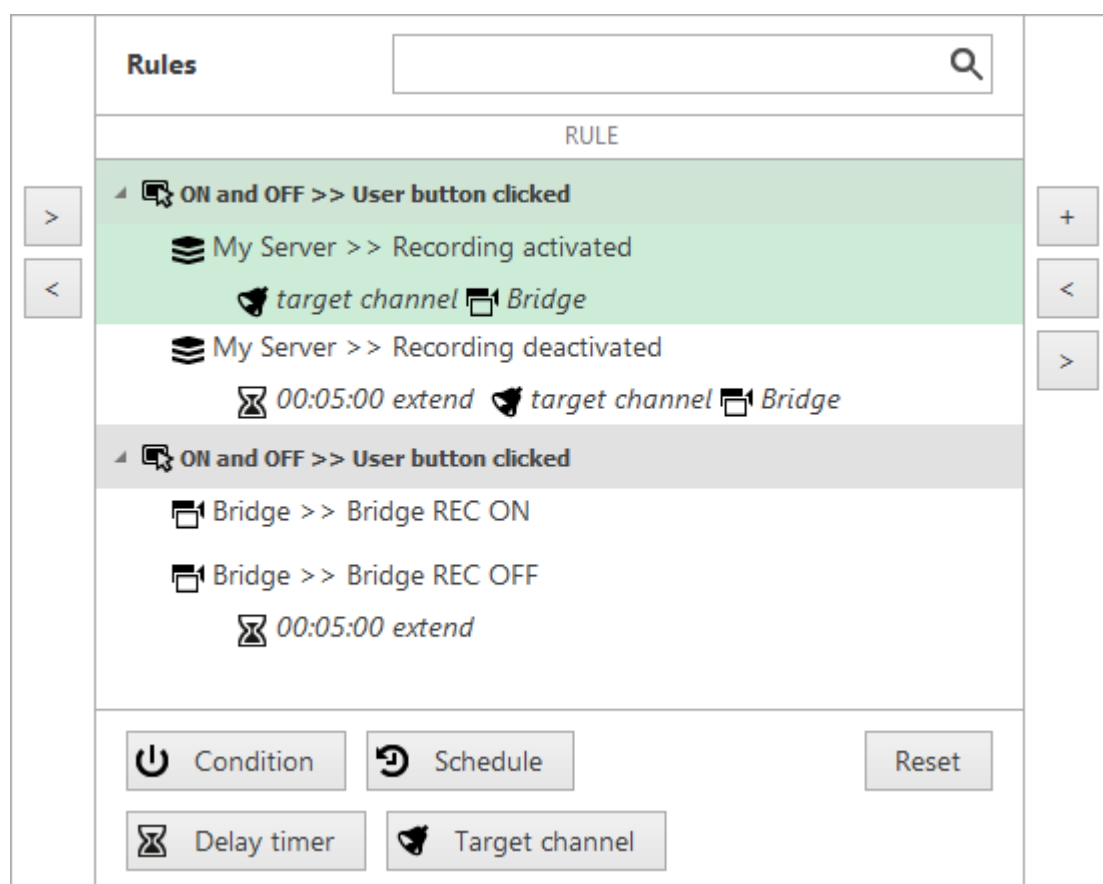 Rules
RULE
ON and OFF >> User button clicked
> +
My Server >> Recording activated
< <
target channel Bridge
My Server >> Recording deactivated
>
00:05:00 extend target channel Bridge
ON and OFF >> User button clicked
Bridge >> Bridge REC ON
Bridge >> Bridge REC OFF
00:05:00 extend
Condition Schedule Reset
Delay timer Target channel